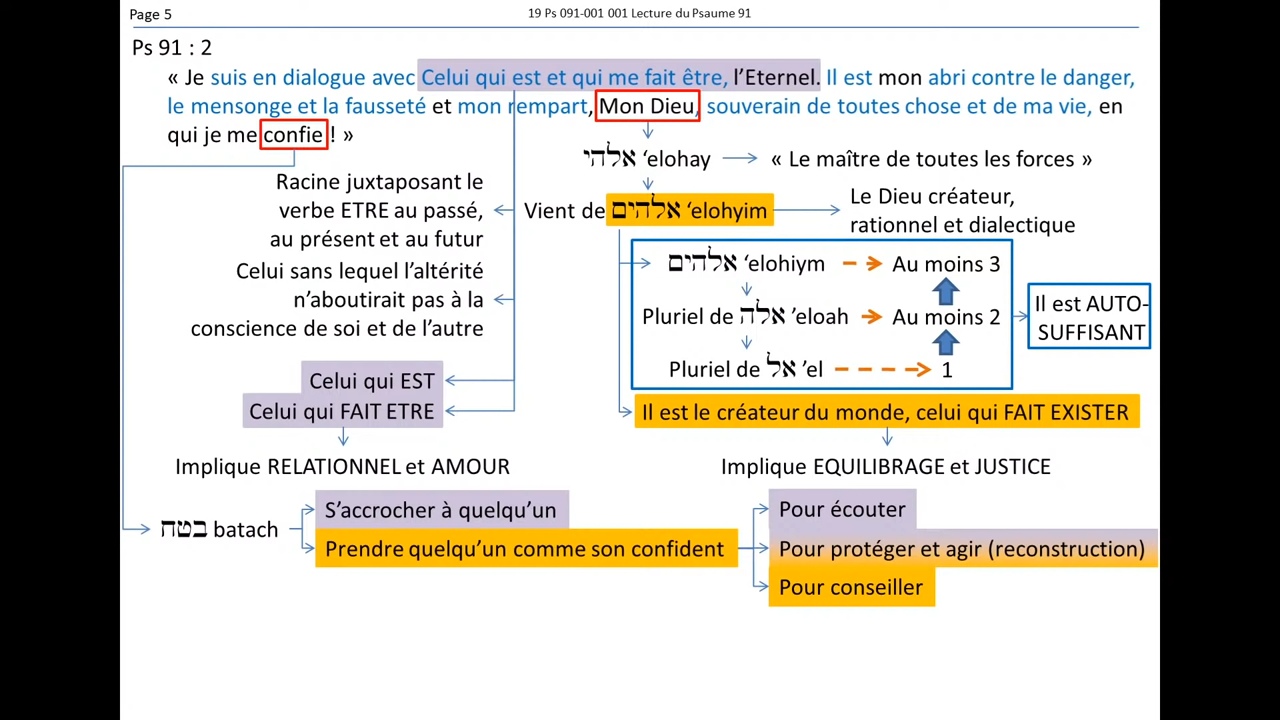 Page 5
19 Ps 091-001 001 Lecture du Psaume 91
Ps 91 : 2
« Je suis en dialogue avec Celui qui est et qui me fait être, l’Eternel. Il est mon abri contre le danger,
le mensonge et la fausseté et mon rempart, Mon Dieu, souverain de toutes chose et de ma vie, en
qui je me confie ! »
אלהי ‘elohay
« Le maître de toutes les forces »
Racine juxtaposant le
verbe ETRE au passé,
au présent et au futur
Vient de אלהים ‘elohyim
Le Dieu créateur,
rationnel et dialectique
Celui sans lequel l’altérité
n’aboutirait pas à la
conscience de soi et de l’autre
אלהים ‘elohiym
Au moins 3
Pluriel de אלה ’eloah
Au moins 2
Pluriel de אל ’el
1
Il est AUTO-
SUFFISANT
Celui qui EST
Celui qui FAIT ETRE
Il est le créateur du monde, celui qui FAIT EXISTER
Implique RELATIONNEL et AMOUR
Implique EQUILIBRAGE et JUSTICE
בטח batach
S’accrocher à quelqu’un
Prendre quelqu’un comme son confident
Pour écouter
Pour protéger et agir (reconstruction)
Pour conseiller